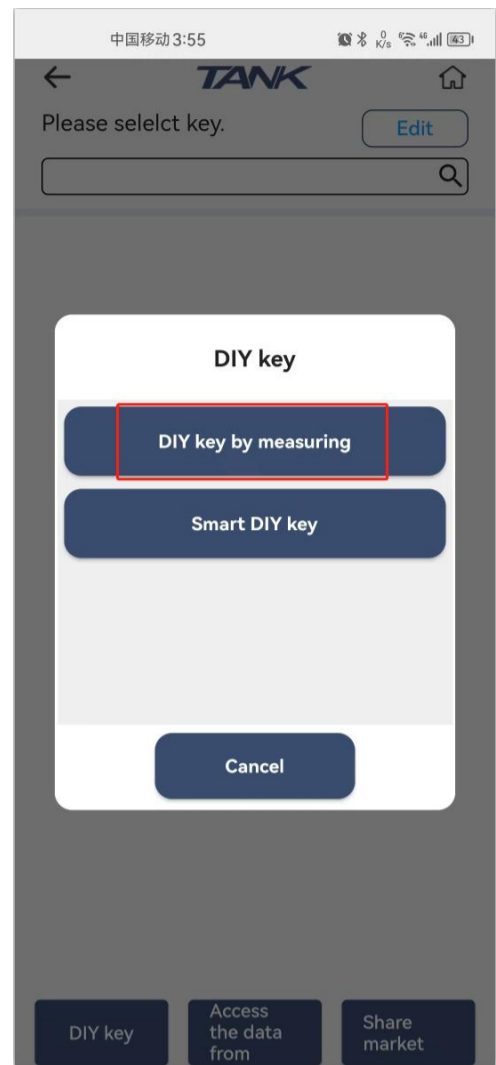 中国移动 3:55
0 K/s 6 46 43
TANK
Please selelct key.
Edit
DIY key
DIY key by measuring
Smart DIY key
Cancel
DIY key
Access
the data
from
Share
market